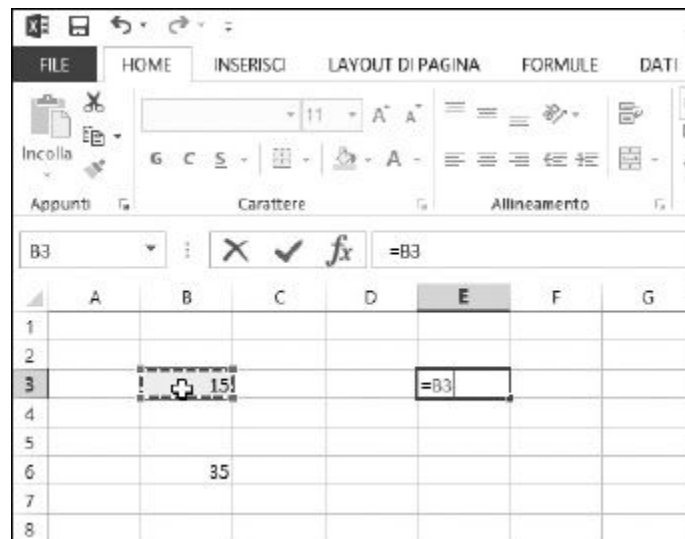 FILE HOME INSERISCI LAYOUT DI PAGINA FORMULE DATI
11 A A
Incolla
G C S A
Appunti Carattere Allineamento
B3 fx =B3
A B C D E F G
1
2
3 15 =B3
4
5
6 35
7
8